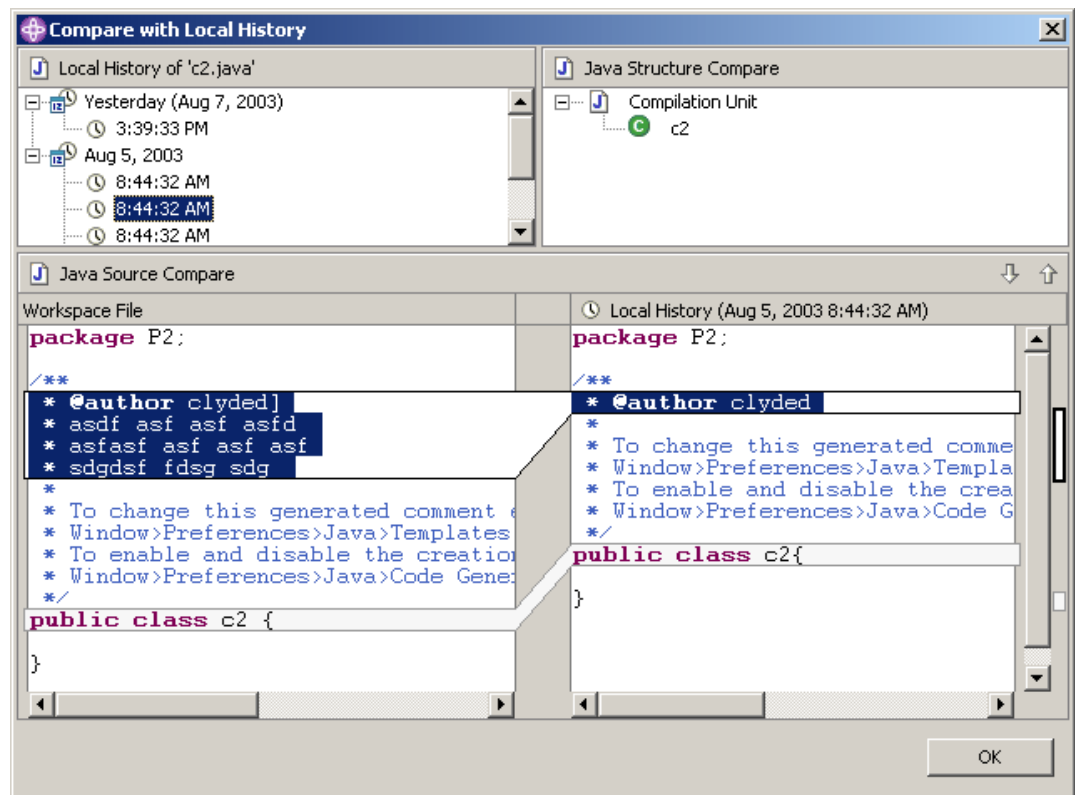 Compare with Local History
Local History of 'c2.java'
Yesterday (Aug 7, 2003)
3:39:33 PM
Aug 5, 2003
8:44:32 AM
8:44:32 AM
8:44:32 AM
Java Structure Compare
Compilation Unit
c2
Java Source Compare
Workspace File
package P2;
/**
* @author clyded]
* asdf asf asf asfd
* asfasf asf asf asf
* sdgdsf fdsg sdg
*
* To change this generated comment
* Window>Preferences>Java>Templates
* To enable and disable the creation
* Window>Preferences>Java>Code Gener
*/
public class c2 {
}
Local History (Aug 5, 2003 8:44:32 AM)
package P2;
/**
* @author clyded
*
* To change this generated comme
* Window>Preferences>Java>Templa
* To enable and disable the crea
* Window>Preferences>Java>Code G
*/
public class c2{
}
OK